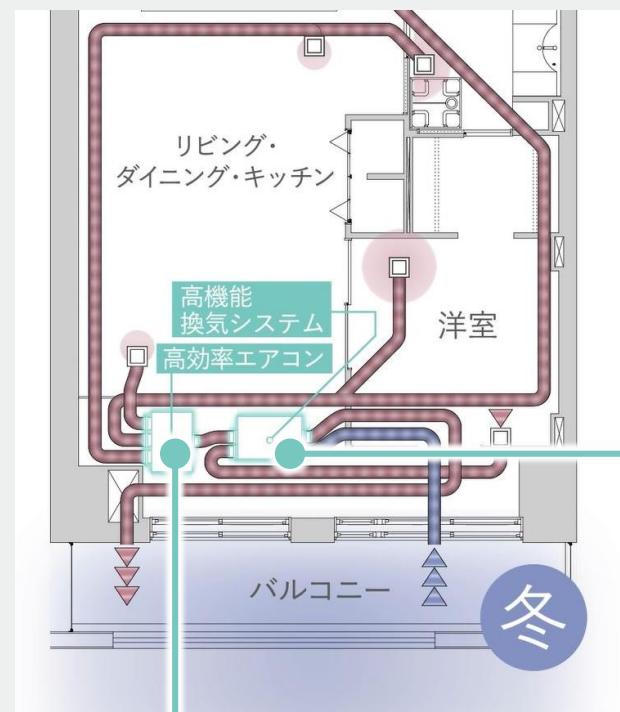 リビング・
ダイニング・キッチン
高機能
換気システム
洋室
高効率エアコン
バルコニー
冬